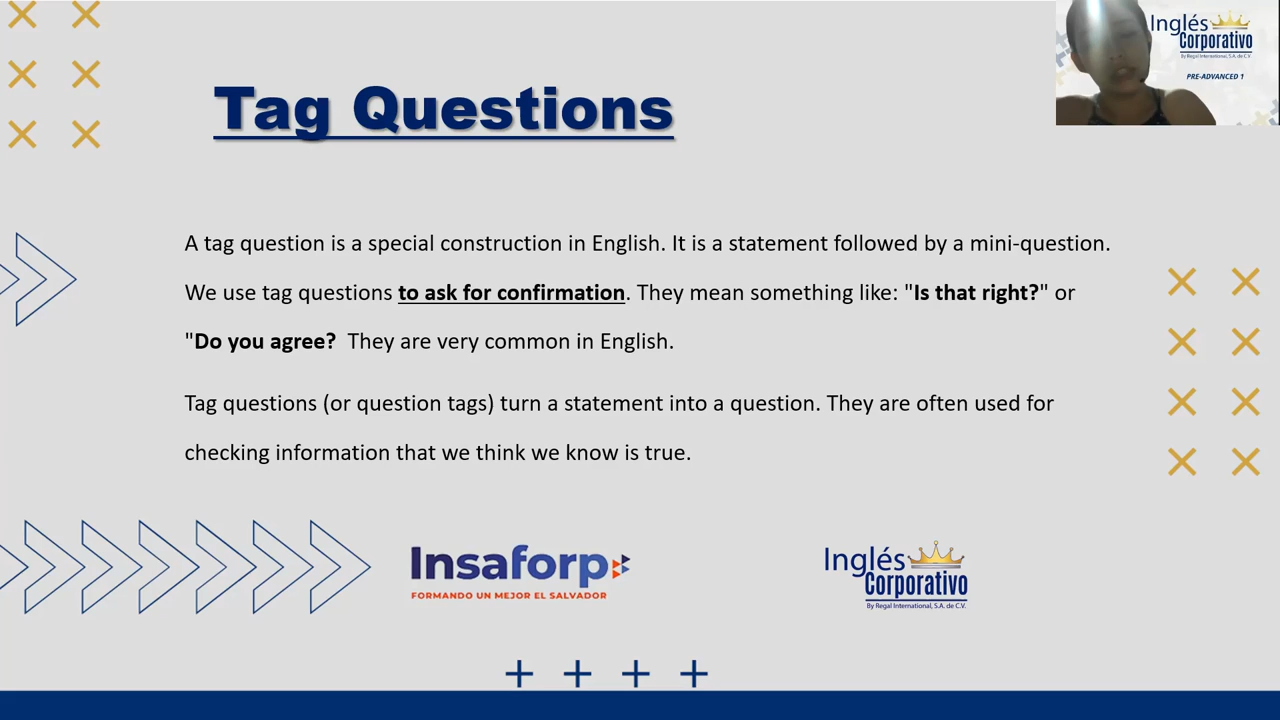 Inglés
Corporativo
By Regal International, S.A. de C.V.
PRE-ADVANCED 1
Tag Questions
A tag question is a special construction in English. It is a statement followed by a mini-question.
We use tag questions to ask for confirmation. They mean something like: "Is that right?" or
"Do you agree?  They are very common in English.
Tag questions (or question tags) turn a statement into a question. They are often used for
checking information that we think we know is true.
Insaforp
FORMANDO UN MEJOR EL SALVADOR
Inglés
Corporativo
By Regal International, S.A. de C.V.